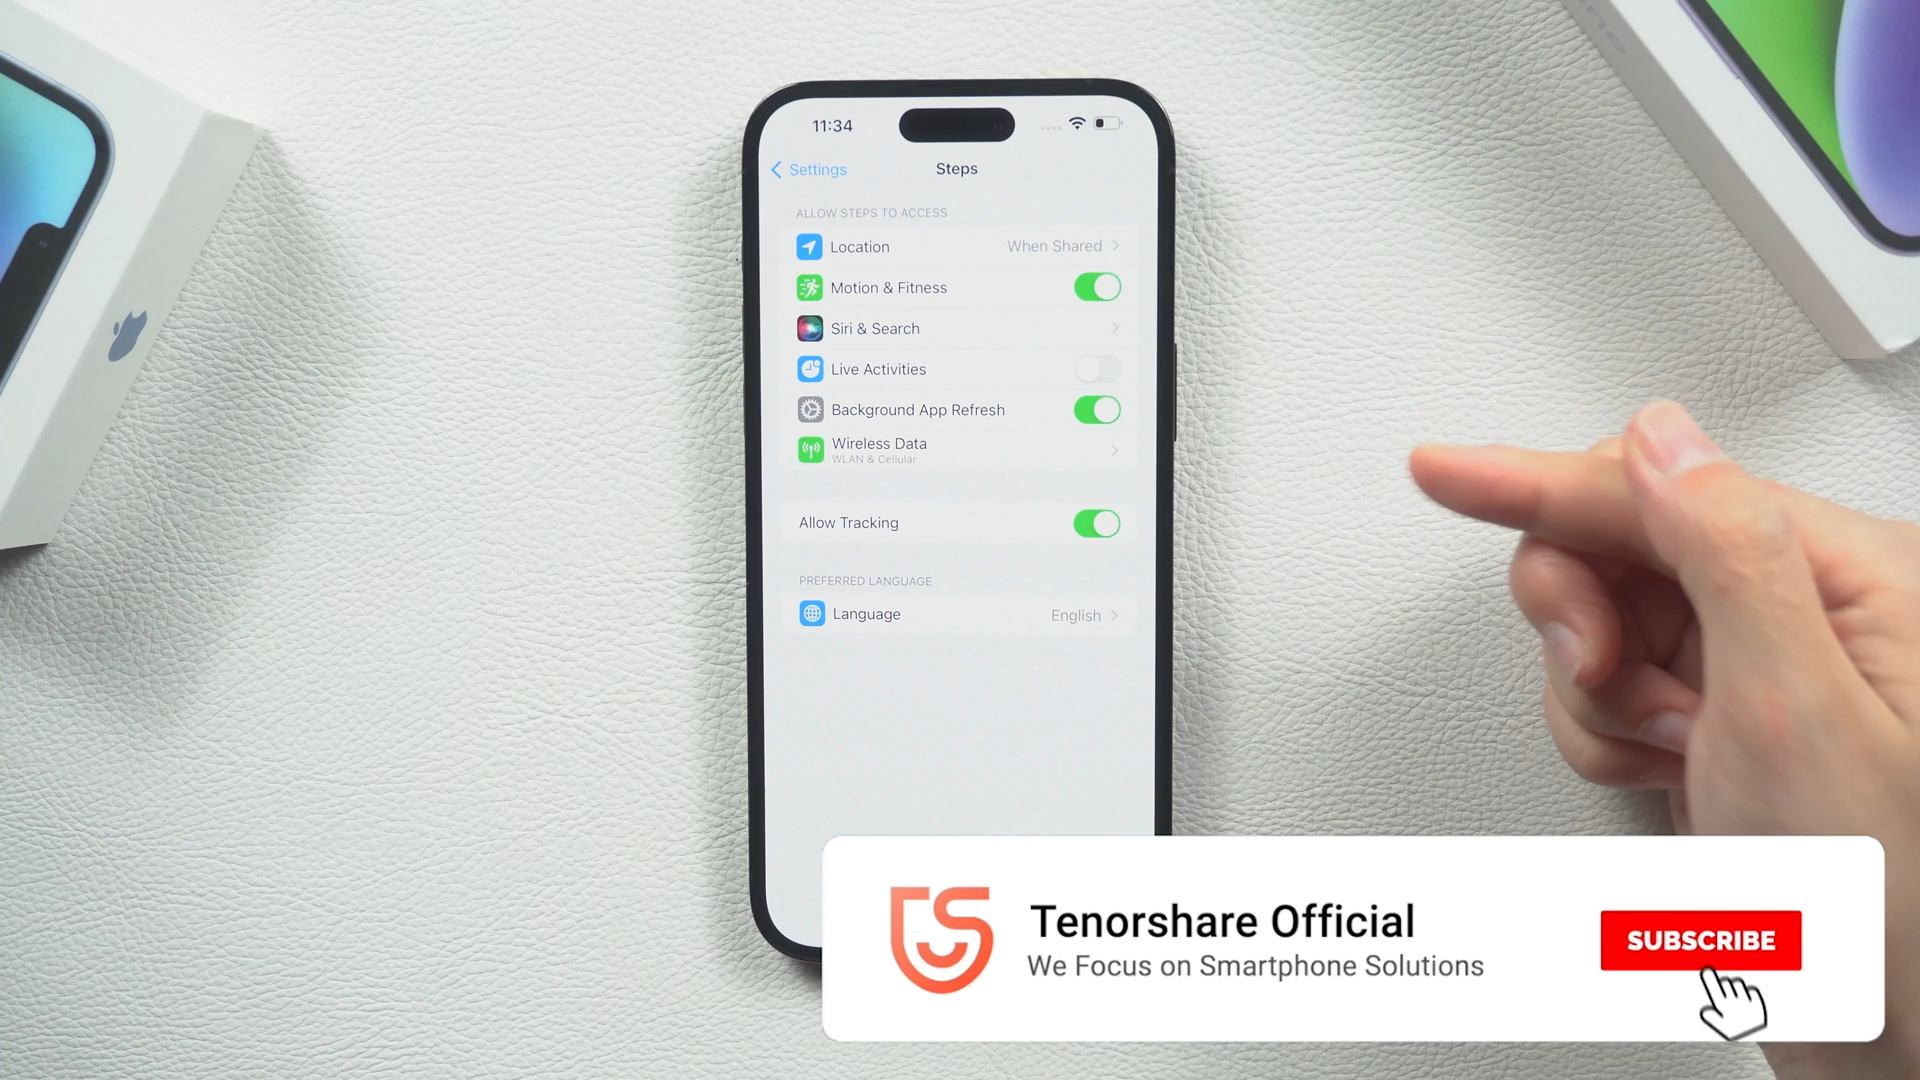 11:34
Settings
Steps
ALLOW STEPS TO ACCESS
Location
When Shared
Motion & Fitness
Siri & Search
Live Activities
Background App Refresh
Wireless Data
WLAN & Cellular
Allow Tracking
PREFERRED LANGUAGE
Language
English
Tenorshare Official
We Focus on Smartphone Solutions
SUBSCRIBE